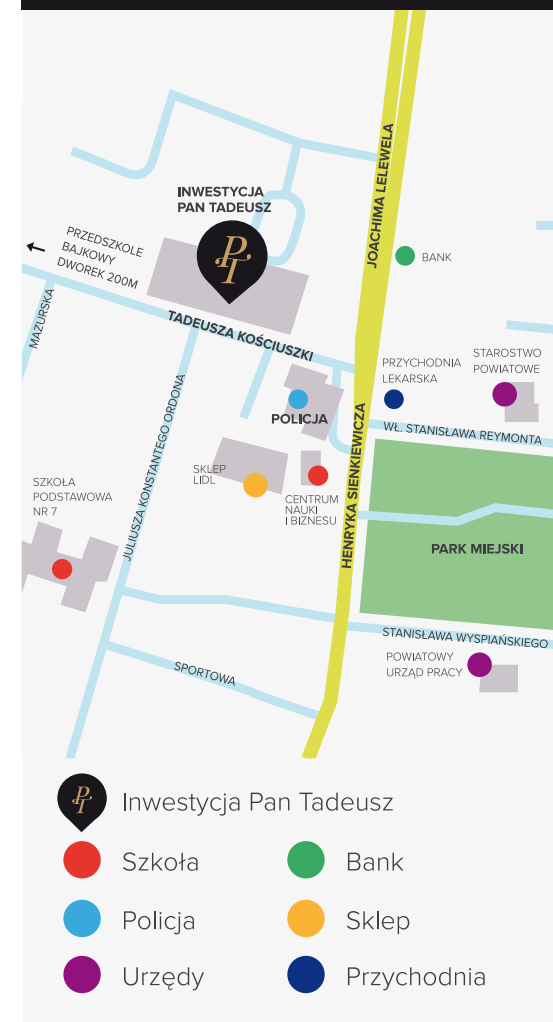 JOACHIMA LELEWELA
INWESTYCJA
PAN TADEUSZ
PT
PRZEDSZKOLE
BAJKOWY
DWOREK 200M
BANK
MAZURSKA
TADEUSZA KOŚCIUSZKI
STAROSTWO
POWIATOWE
PRZYCHODNIA
LEKARSKA
POLICJA
WŁ. STANISŁAWA REYMONTA
JULIUSZA KONSTANTEGO ORDONA
HENRYKA SIENKIEWICZA
SKLEP
LIDL
SZKOŁA
PODSTAWOWA
NR 7
CENTRUM
NAUKI
I BIZNESU
PARK MIEJSKI
STANISŁAWA WYSPIAŃSKIEGO
POWIATOWY
URZĄD PRACY
SPORTOWA
PT
Inwestycja Pan Tadeusz
Szkoła
Bank
Policja
Sklep
Urzędy
Przychodnia